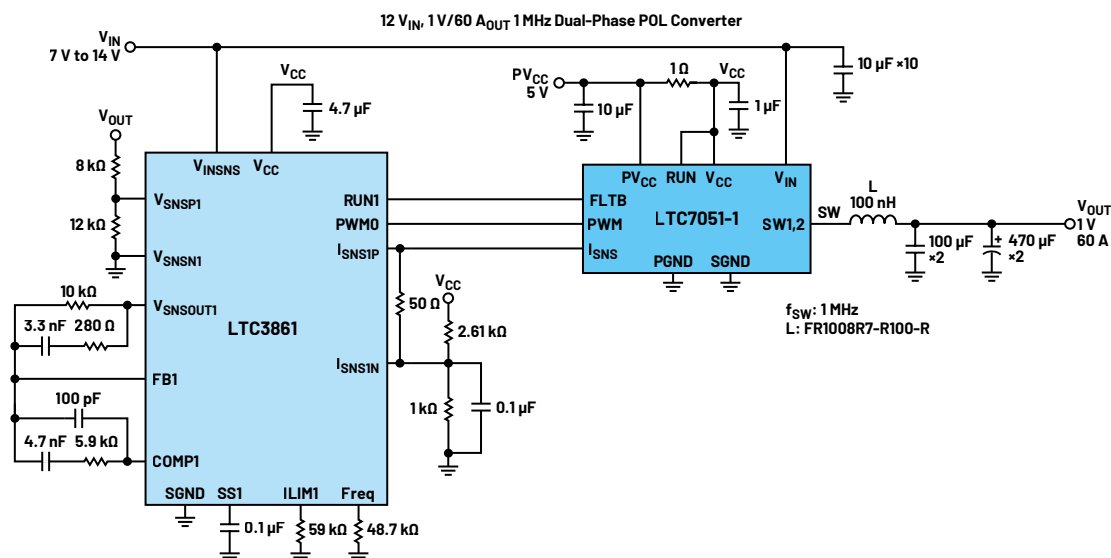 12 VIN, 1 V/60 AOUT 1 MHz Dual-Phase POL Converter
VIN
7 V to 14 V
VCC
4.7 µF
PVCC
5 V
10 µF
1 Ω
VCC
1 µF
10 µF ×10
VOUT
8 kΩ
12 kΩ
VINSNS
VCC
VSNSP1
VSNSN1
VSNSOUT1
FB1
COMP1
LTC3861
RUN1
PWM0
ISNS1P
ISNS1N
SGND
SS1
ILIM1
Freq
10 kΩ
3.3 nF
280 Ω
100 pF
4.7 nF
5.9 kΩ
0.1 µF
59 kΩ
48.7 kΩ
50 Ω
VCC
2.61 kΩ
1 kΩ
0.1 µF
PVCC
RUN
VCC
VIN
FLTB
PWM
ISNS
LTC7051-1
SW1,2
PGND
SGND
SW
L
100 nH
100 µF
×2
+
470 µF
×2
VOUT
1 V
60 A
fSW: 1 MHz
L: FR1008R7-R100-R